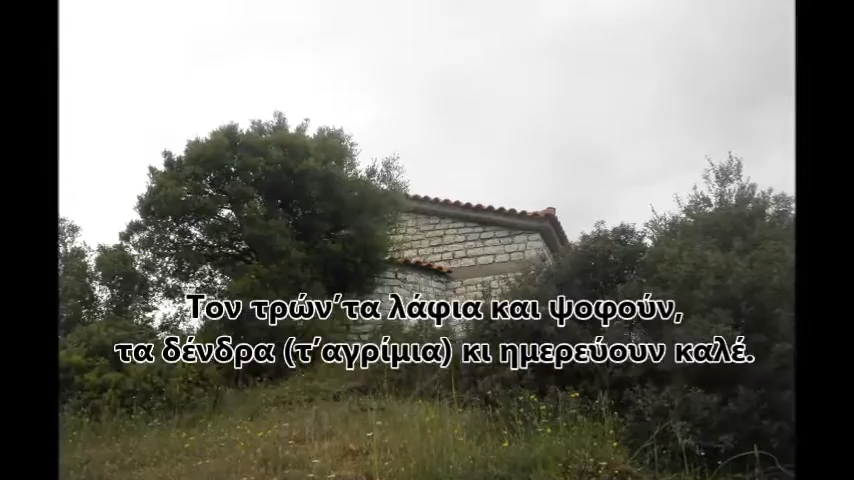 Τον τρών΄τα λάφια και ψοφούν,
τα δένδρα (τ΄αγρίμια) κι ημερεύουν καλέ.